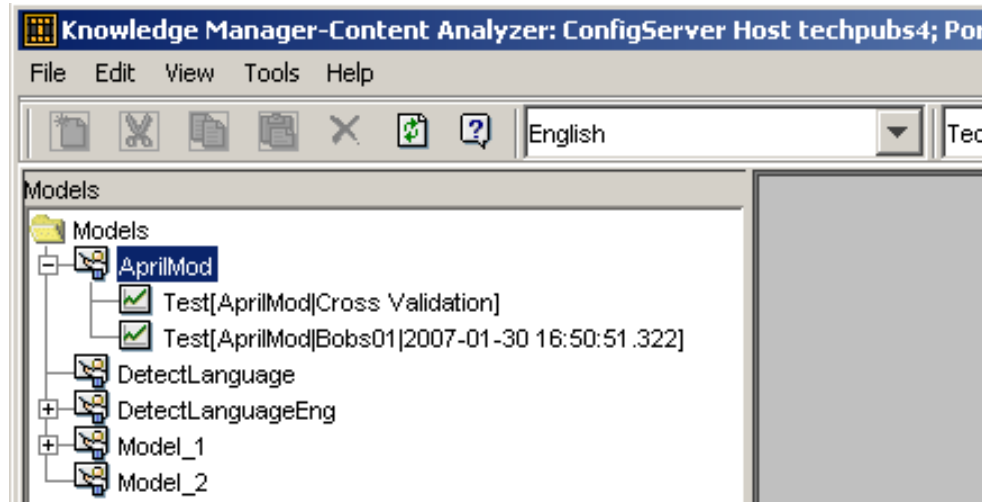 Knowledge Manager-Content Analyzer: ConfigServer Host techpubs4;
File Edit View Tools Help
English
Models
Models
AprilMod
Test[AprilMod|Cross Validation]
Test[AprilMod|Bobs01|2007-01-30 16:50:51.322]
DetectLanguage
DetectLanguageEng
Model_1
Model_2